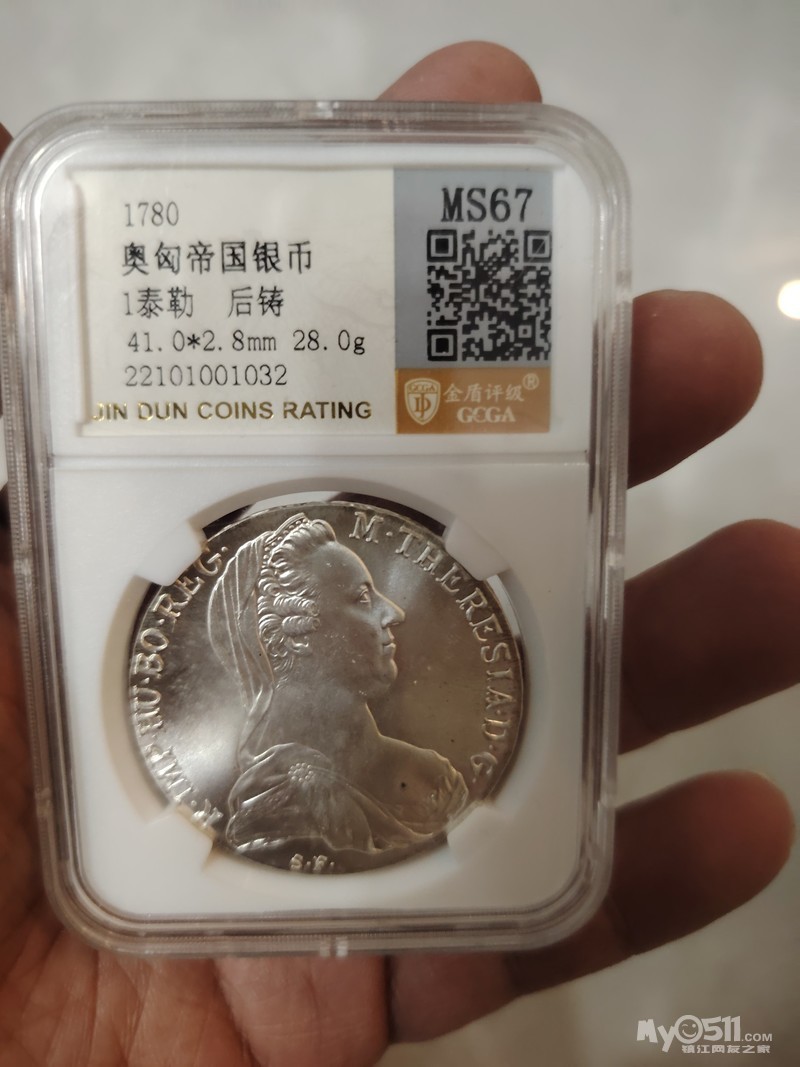 1780
奥匈帝国银币
1泰勒 后铸
41.0*2.8mm 28.0g
22101001032
JIN DUN COINS RATING
MS67
金盾评级®
GCGA
R·IMP·HU·BO·REG.
M·THERESIA·D·G·
S·F·
My0511.COM
镇江网友之家